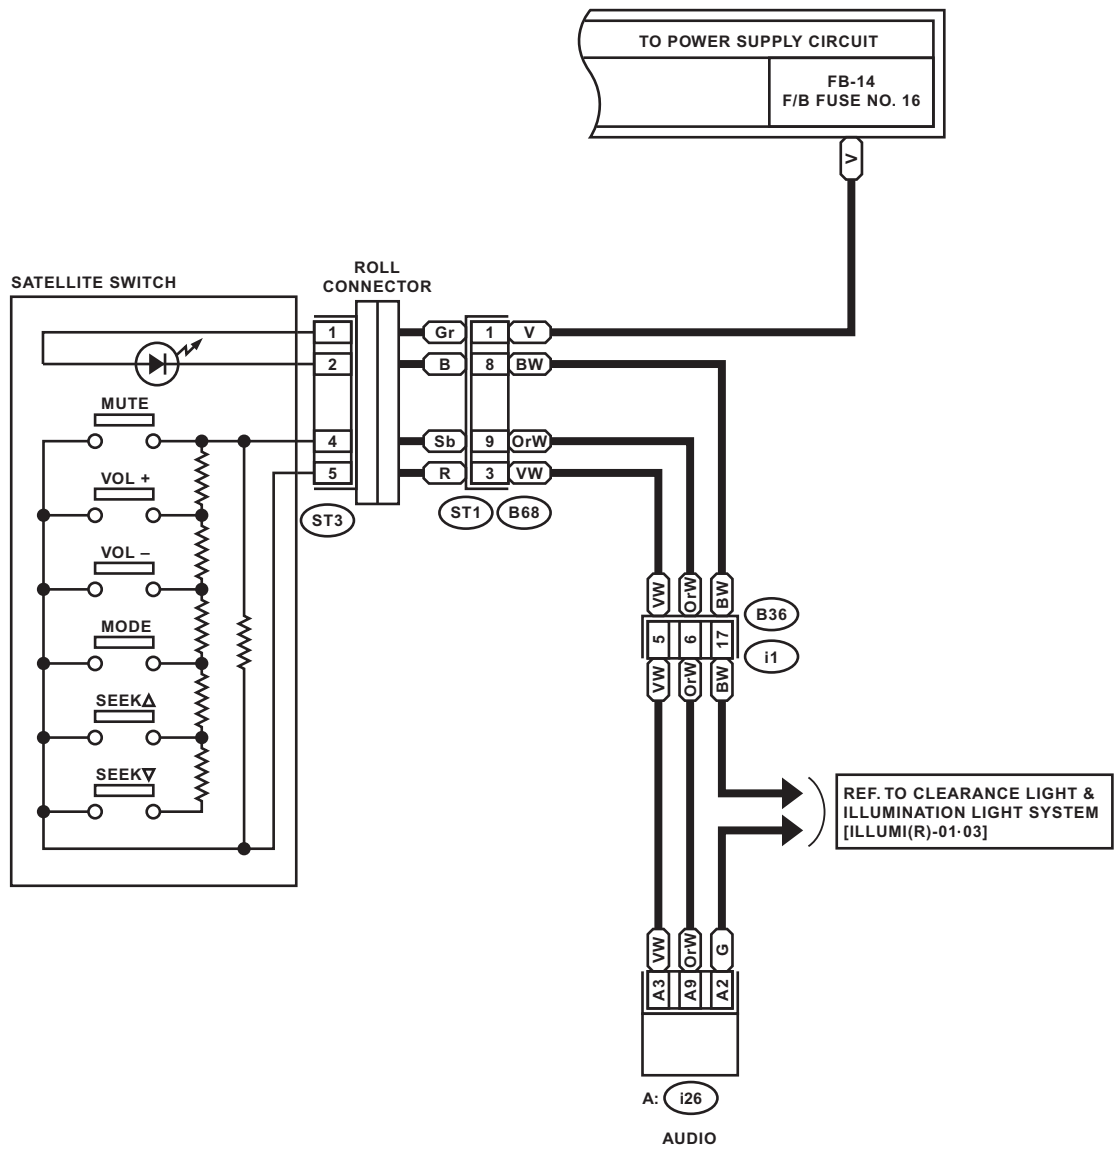 TO POWER SUPPLY CIRCUIT
FB-14
F/B FUSE NO. 16
V
SATELLITE SWITCH
ROLL
CONNECTOR
1
Gr
1
V
2
B
8
BW
MUTE
4
Sb
9
OrW
5
R
3
VW
VOL +
ST3
ST1
B68
VOL –
VW
OrW
BW
B36
MODE
5
6
17
i1
VW
OrW
BW
SEEK△
SEEK▽
REF. TO CLEARANCE LIGHT &
ILLUMINATION LIGHT SYSTEM
[ILLUMI(R)-01·03]
VW
OrW
G
A3
A9
A2
A: i26
AUDIO